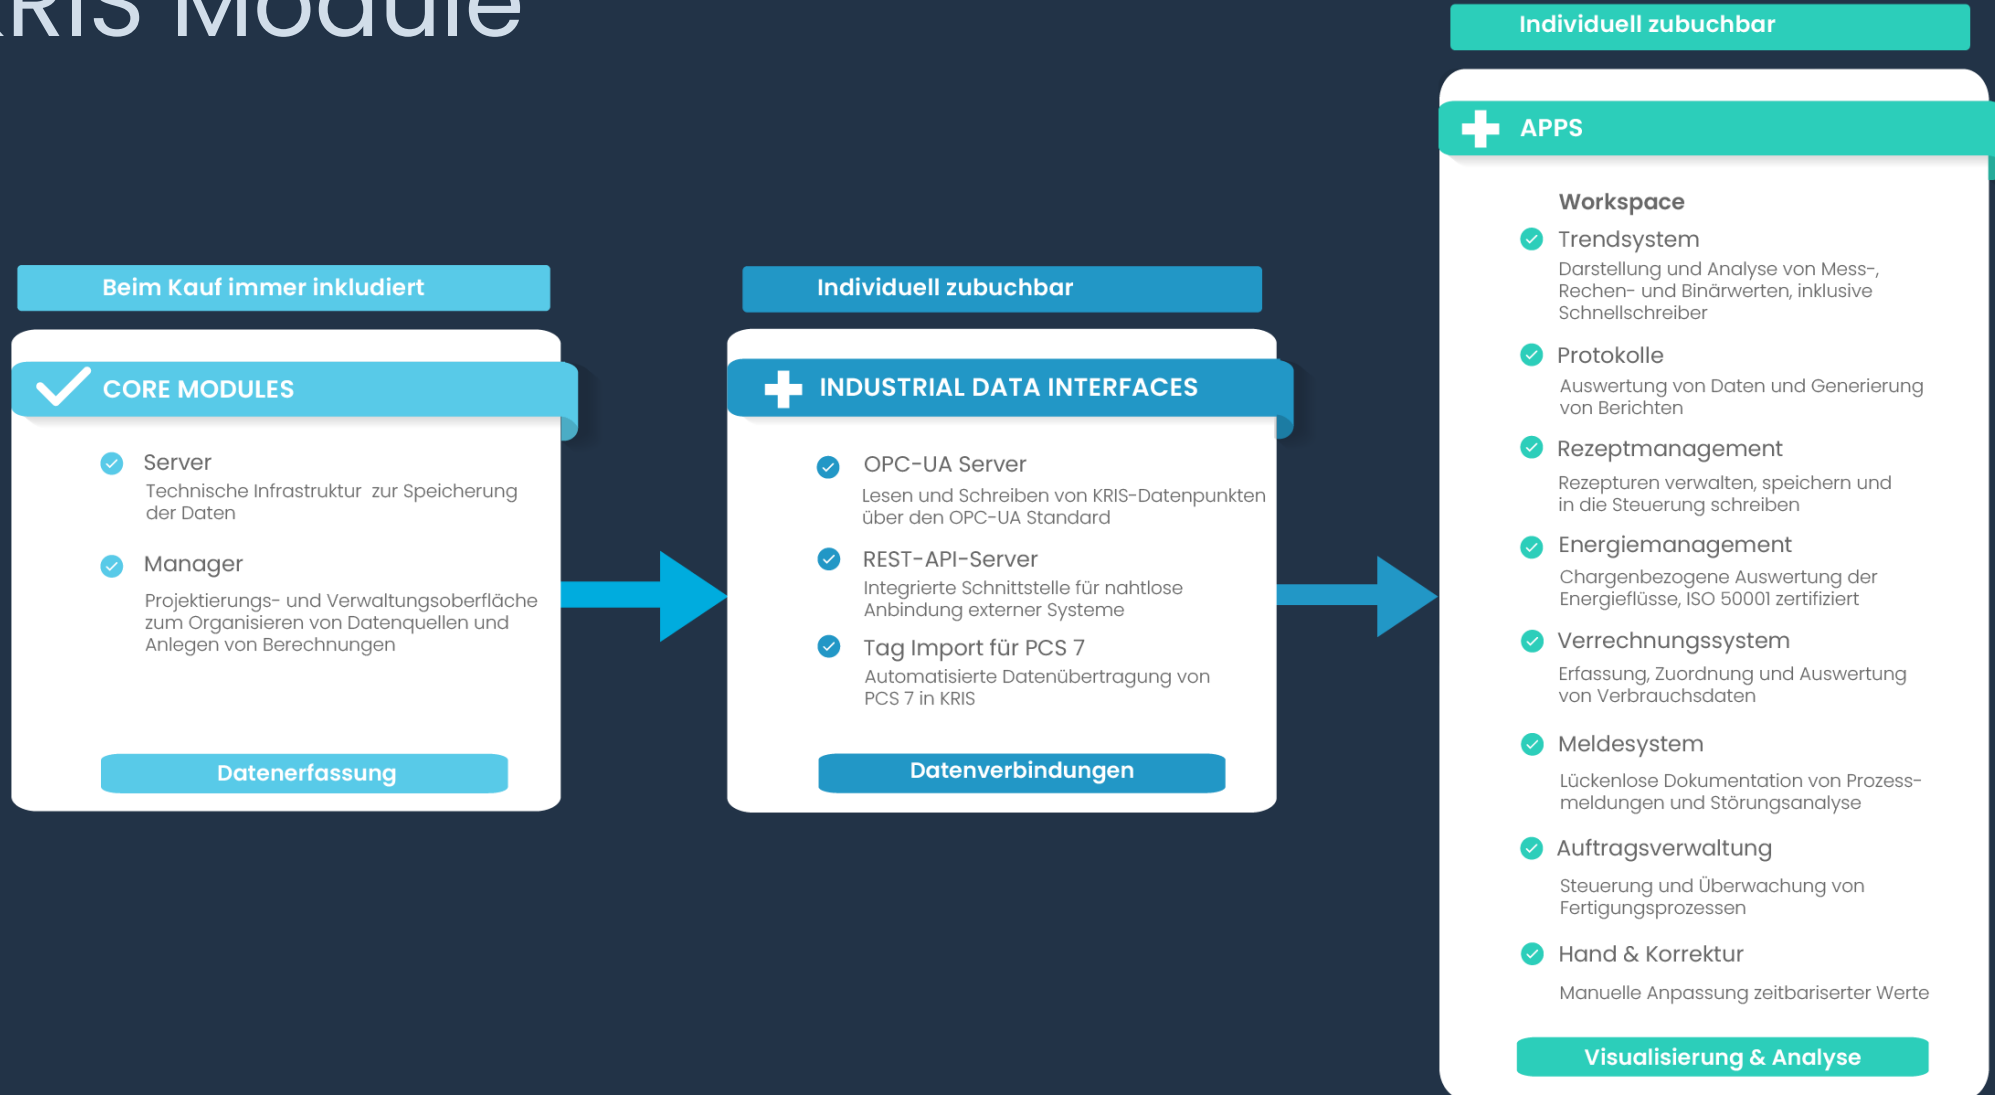 KRIS Module
Beim Kauf immer inkludiert
CORE MODULES
Server
Technische Infrastruktur zur Speicherung
der Daten
Manager
Projektierungs- und Verwaltungsoberfläche
zum Organisieren von Datenquellen und
Anlegen von Berechnungen
Datenerfassung
Individuell zubuchbar
INDUSTRIAL DATA INTERFACES
OPC-UA Server
Lesen und Schreiben von KRIS-Datenpunkten
über den OPC-UA Standard
REST-API-Server
Integrierte Schnittstelle für nahtlose
Anbindung externer Systeme
Tag Import für PCS 7
Automatisierte Datenübertragung von
PCS 7 in KRIS
Datenverbindungen
Individuell zubuchbar
APPS
Workspace
Trendsystem
Darstellung und Analyse von Mess-,
Rechen- und Binärwerten, inklusive
Schnellschreiber
Protokolle
Auswertung von Daten und Generierung
von Berichten
Rezeptmanagement
Rezepturen verwalten, speichern und
in die Steuerung schreiben
Energiemanagement
Chargenbezogene Auswertung der
Energieflüsse, ISO 50001 zertifiziert
Verrechnungssystem
Erfassung, Zuordnung und Auswertung
von Verbrauchsdaten
Meldesystem
Lückenlose Dokumentation von Prozess-
meldungen und Störungsanalyse
Auftragsverwaltung
Steuerung und Überwachung von
Fertigungsprozessen
Hand & Korrektur
Manuelle Anpassung zeitbariserter Werte
Visualisierung & Analyse